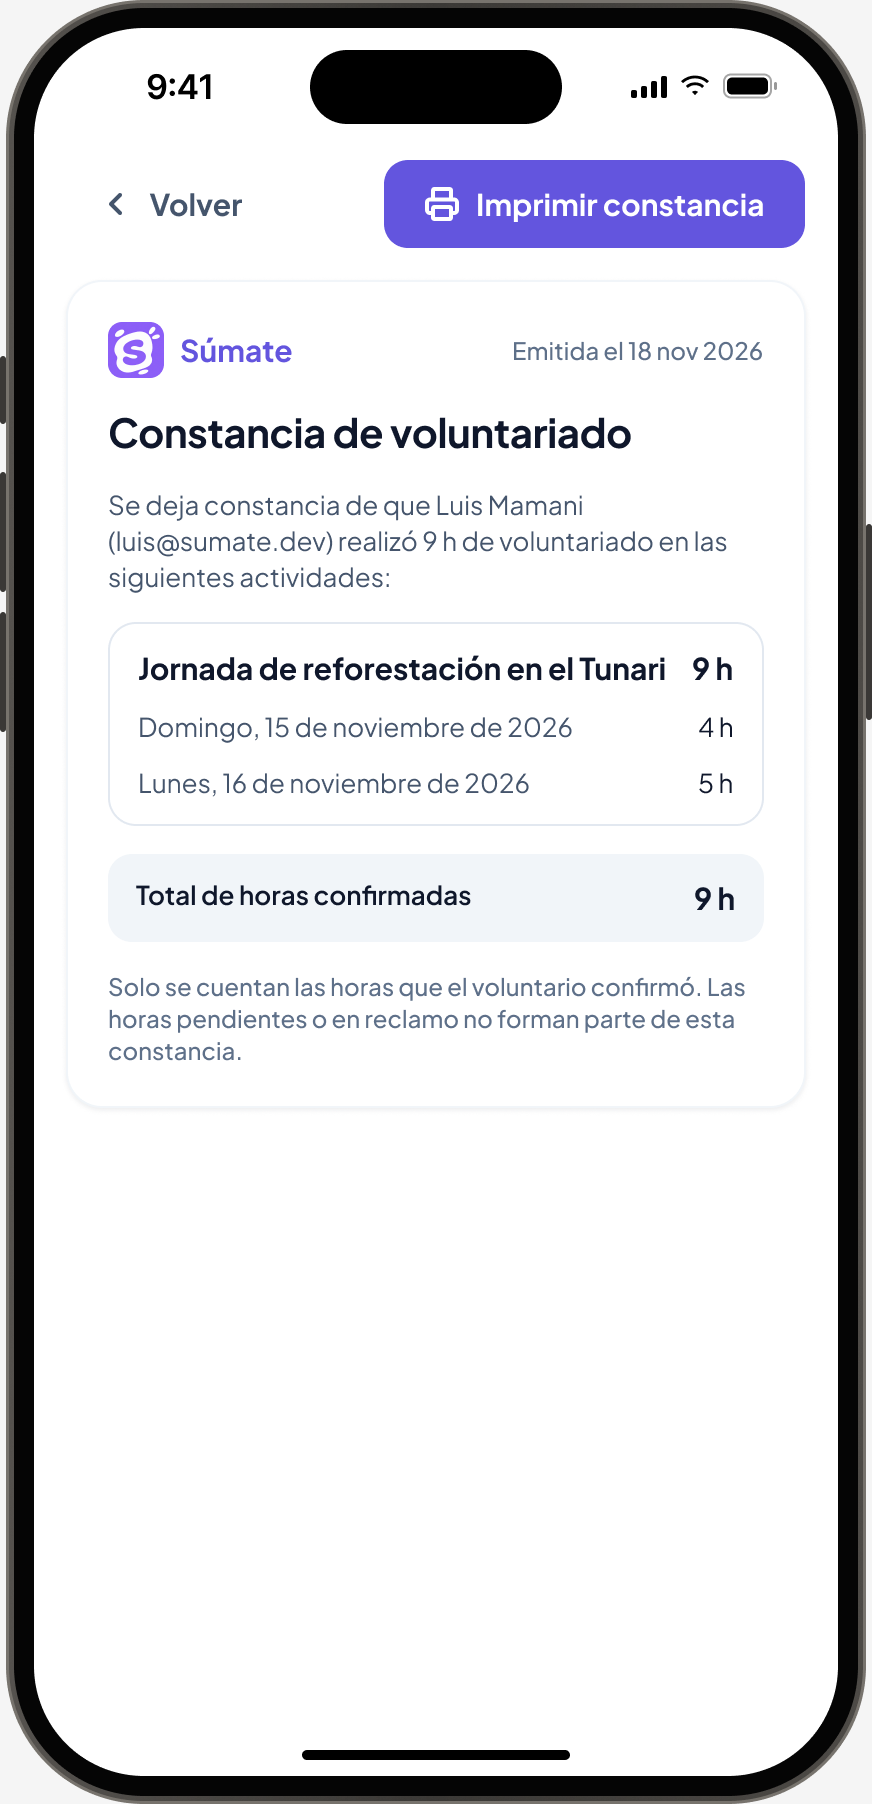 9:41
Volver
Imprimir constancia
Súmate
Emitida el 18 nov 2026
Constancia de voluntariado
Se deja constancia de que Luis Mamani
(luis@sumate.dev) realizó 9 h de voluntariado en las
siguientes actividades:
Jornada de reforestación en el Tunari 9 h
Domingo, 15 de noviembre de 2026 4 h
Lunes, 16 de noviembre de 2026 5 h
Total de horas confirmadas 9 h
Solo se cuentan las horas que el voluntario confirmó. Las
horas pendientes o en reclamo no forman parte de esta
constancia.